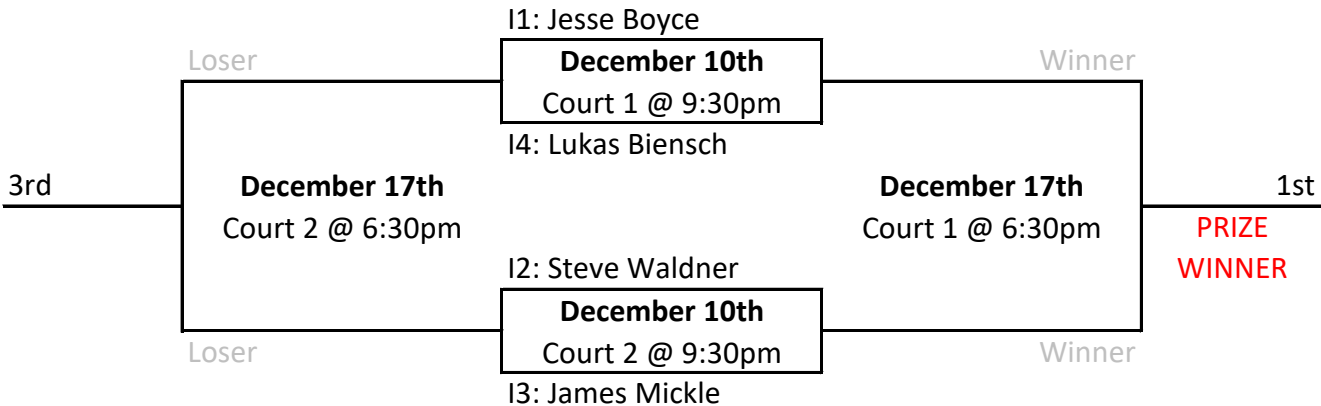 I1: Jesse Boyce
Loser
December 10th
Winner
Court 1 @ 9:30pm
I4: Lukas Biensch
3rd
December 17th
December 17th
1st
Court 2 @ 6:30pm
Court 1 @ 6:30pm
PRIZE
I2: Steve Waldner
WINNER
December 10th
Loser
Court 2 @ 9:30pm
Winner
I3: James Mickle